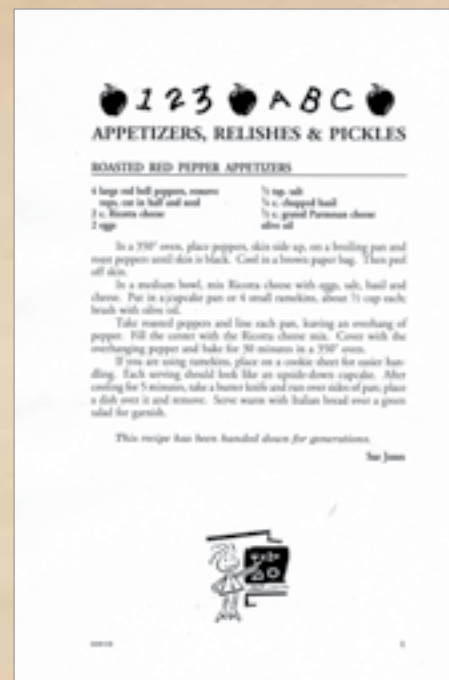 1 2 3 A B C
APPETIZERS, RELISHES & PICKLES
ROASTED RED PEPPER APPETIZERS
4 large red bell peppers, remove
tops, cut in half and seed
2 c. Ricotta cheese
2 eggs
½ tsp. salt
c. chopped basil
½ c. grated Parmesan cheese
olive oil
In a 350° oven, place peppers, skin side up, on a broiling pan and
roast peppers until skin is black. Cool in a brown paper bag. Then peel
off skin.
In a medium bowl, mix Ricotta cheese with eggs, salt, basil and
cheese. Put in a cupcake pan or 4 small ramekins, about ½ cup each;
brush with olive oil.
Take roasted peppers and line each pan, leaving an overhang of
pepper. Fill the center with the Ricotta cheese mix. Cover with the
overhanging pepper and bake for 30 minutes in a 350° oven.
If you are using ramekins, place on a cookie sheet for easier han-
dling. Each serving should look like an upside-down cupcake. After
cooling for 5 minutes, take a butter knife and run over sides of pan; place
a dish over it and remove. Serve warm with Italian bread over a green
salad for garnish.
This recipe has been handed down for generations.
Sue Jones